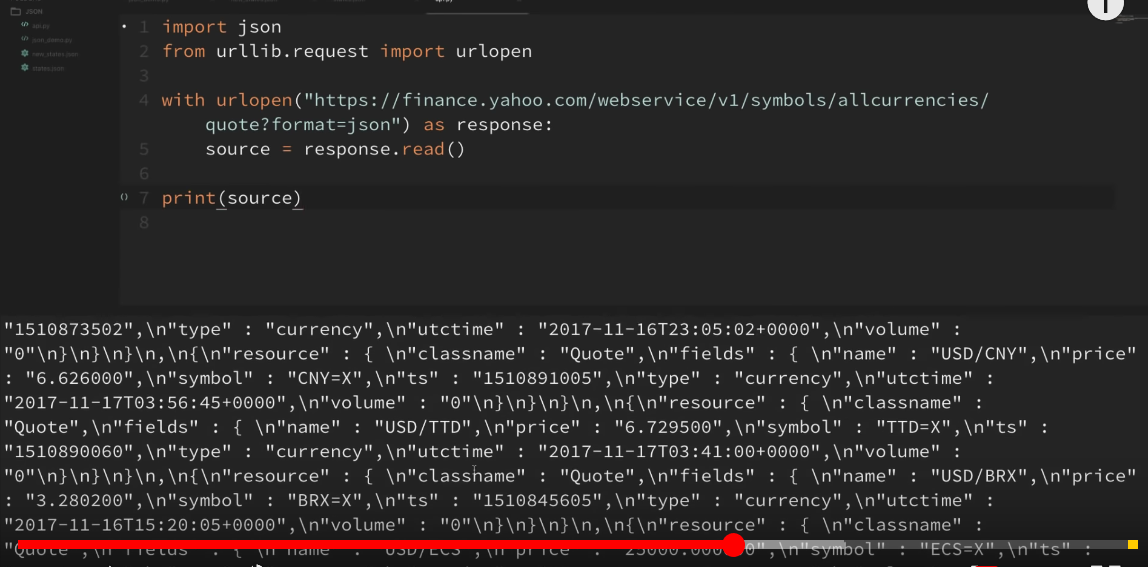 JSON
api.py
json_demo.py
new_states.json
states.json
1 import json
2 from urllib.request import urlopen
3
4 with urlopen("https://finance.yahoo.com/webservice/v1/symbols/allcurrencies/
quote?format=json") as response:
5 source = response.read()
6
7 print(source)
8
"1510873502",\n"type" : "currency",\n"utctime" : "2017-11-16T23:05:02+0000",\n"volume" :
"0"\n}\n}\n}\n,\n{\n"resource" : { \n"classname" : "Quote",\n"fields" : { \n"name" : "USD/CNY",\n"price"
: "6.626000",\n"symbol" : "CNY=X",\n"ts" : "1510891005",\n"type" : "currency",\n"utctime" :
"2017-11-17T03:56:45+0000",\n"volume" : "0"\n}\n}\n}\n,\n{\n"resource" : { \n"classname" :
"Quote",\n"fields" : { \n"name" : "USD/TTD",\n"price" : "6.729500",\n"symbol" : "TTD=X",\n"ts" :
"1510890060",\n"type" : "currency",\n"utctime" : "2017-11-17T03:41:00+0000",\n"volume" :
"0"\n}\n}\n}\n,\n{\n"resource" : { \n"classname" : "Quote",\n"fields" : { \n"name" : "USD/BRX",\n"price"
: "3.280200",\n"symbol" : "BRX=X",\n"ts" : "1510845605",\n"type" : "currency",\n"utctime" :
"2017-11-16T15:20:05+0000",\n"volume" : "0"\n}\n}\n}\n,\n{\n"resource" : { \n"classname" :
"Quote",\n"fields" : { \n"name" : "USD/ECS",\n"price" : \n"symbol" : "ECS=X",\n"ts" :